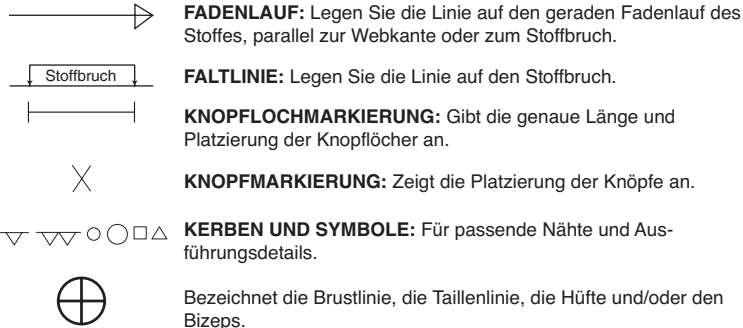 FADENLAUF: Legen Sie die Linie auf den geraden Fadenlauf des
Stoffes, parallel zur Webkante oder zum Stoffbruch.
Stoffbruch
FALTLINIE: Legen Sie die Linie auf den Stoffbruch.
KNOPFLOCHMARKIERUNG: Gibt die genaue Länge und
Platzierung der Knopflöcher an.
KNOPFMARKIERUNG: Zeigt die Platzierung der Knöpfe an.
KERBEN UND SYMBOLE: Für passende Nähte und Aus-
führungsdetails.
Bezeichnet die Brustlinie, die Taillenlinie, die Hüfte und/oder den
Bizeps.